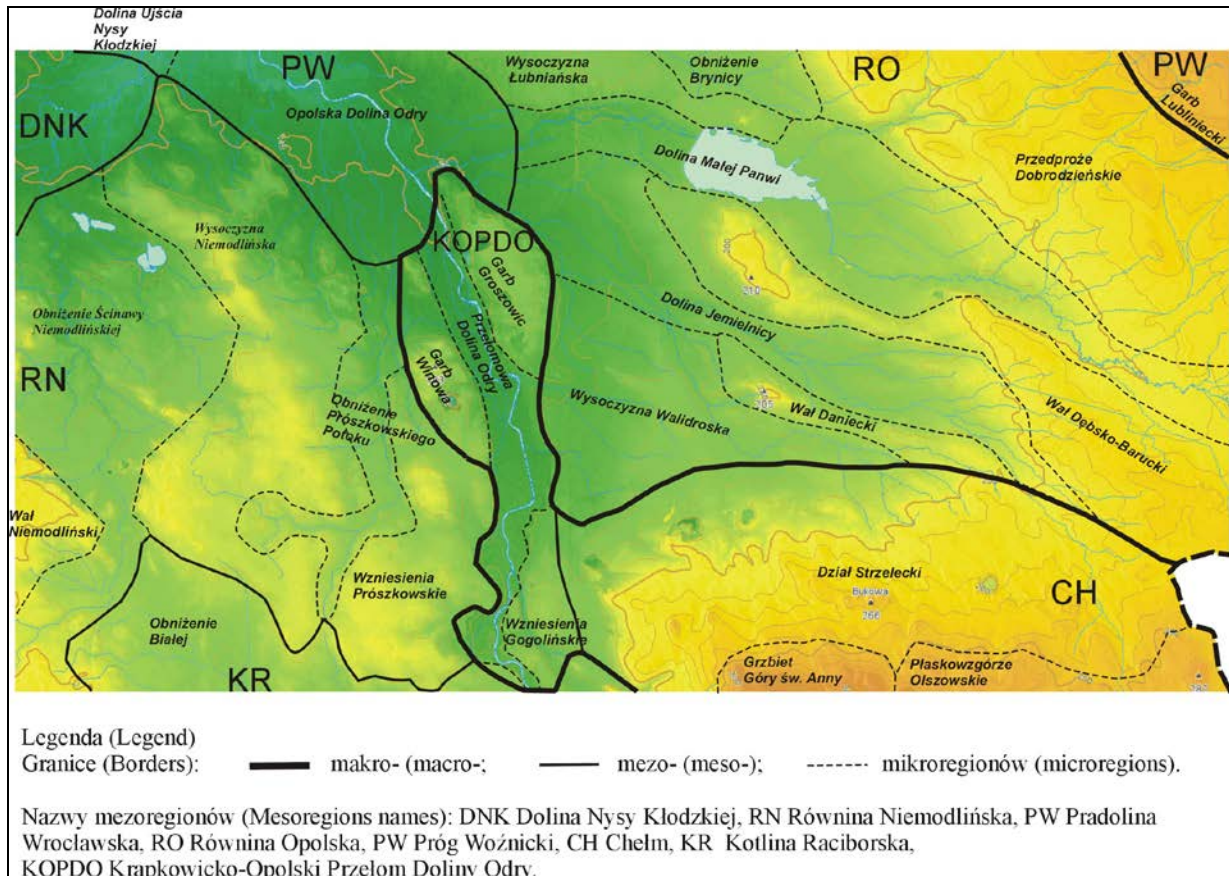 Dolina Ujścia
Nysy
Kłodzkiej
PW
Wysoczyzna
Łubniańska
Obniżenie
Brynicy
RO
PW
Garb
Lubliniecki
DNK
Opolska Dolina Odry
Dolina Małej Panwi
Przedproże
Dobrodzieńskie
Wysoczyzna
Niemodlińska
KOPDO
Garb
Groszowic
200
210
Obniżenie Ścinawy
Niemodlińskiej
Przełomowa
Dolina Odry
Dolina Jemielnicy
RN
Garb
Winowa
Obniżenie
Prószkowskiego
Potoku
Wysoczyzna Walidroska
205
Wał Daniecki
Wał Dębsko-Barucki
Wał
Niemodliński
Wzniesienia
Prószkowskie
Dział Strzelecki
Bukowa
266
CH
Obniżenie
Białej
Wzniesienia
Gogolińskie
KR
Grzbiet
Góry św. Anny
Płaskowzgórze
Olszowskie
Legenda (Legend)
Granice (Borders): makro- (macro-; mezo- (meso-); mikroregionów (microregions).
Nazwy mezoregionów (Mesoregions names): DNK Dolina Nysy Kłodzkiej, RN Równina Niemodlińska, PW Pradolina
Wrocławska, RO Równina Opolska, PW Próg Woźnicki, CH Chełm, KR Kotlina Raciborska,
KOPDO Krapkowicko-Opolski Przełom Doliny Odry.